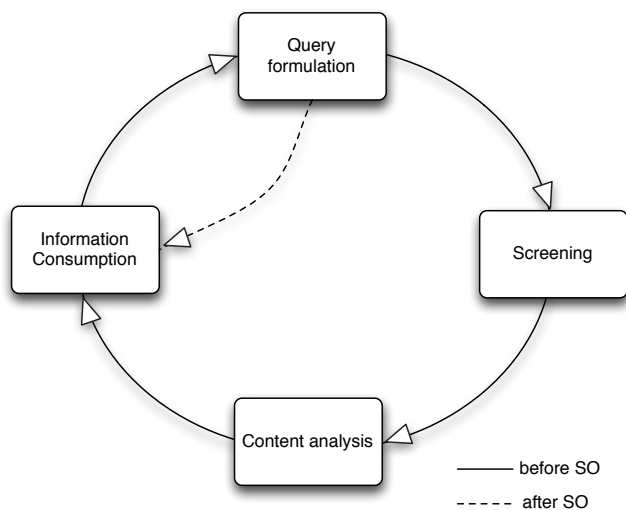 Query
formulation
Information
Consumption
Screening
Content analysis
before SO
after SO